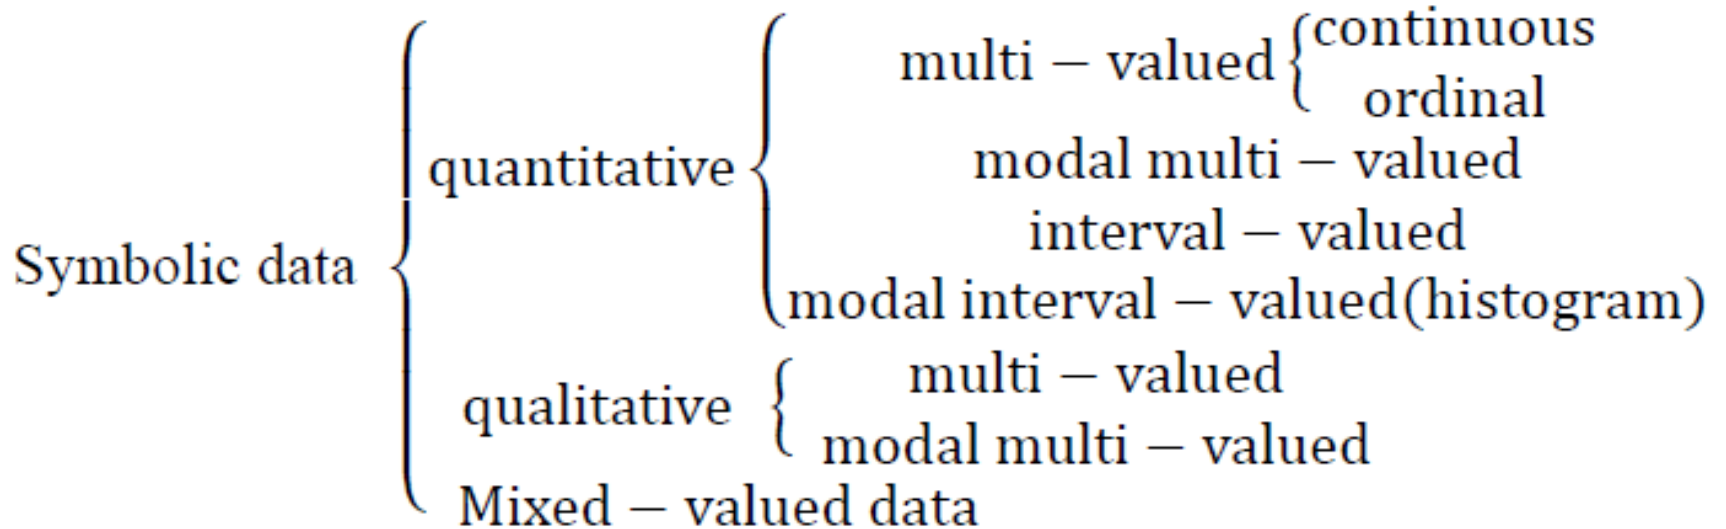 Symbolic data
quantitative
multi − valued
continuous
ordinal
modal multi − valued
interval − valued
modal interval − valued(histogram)
qualitative
multi − valued
modal multi − valued
Mixed − valued data